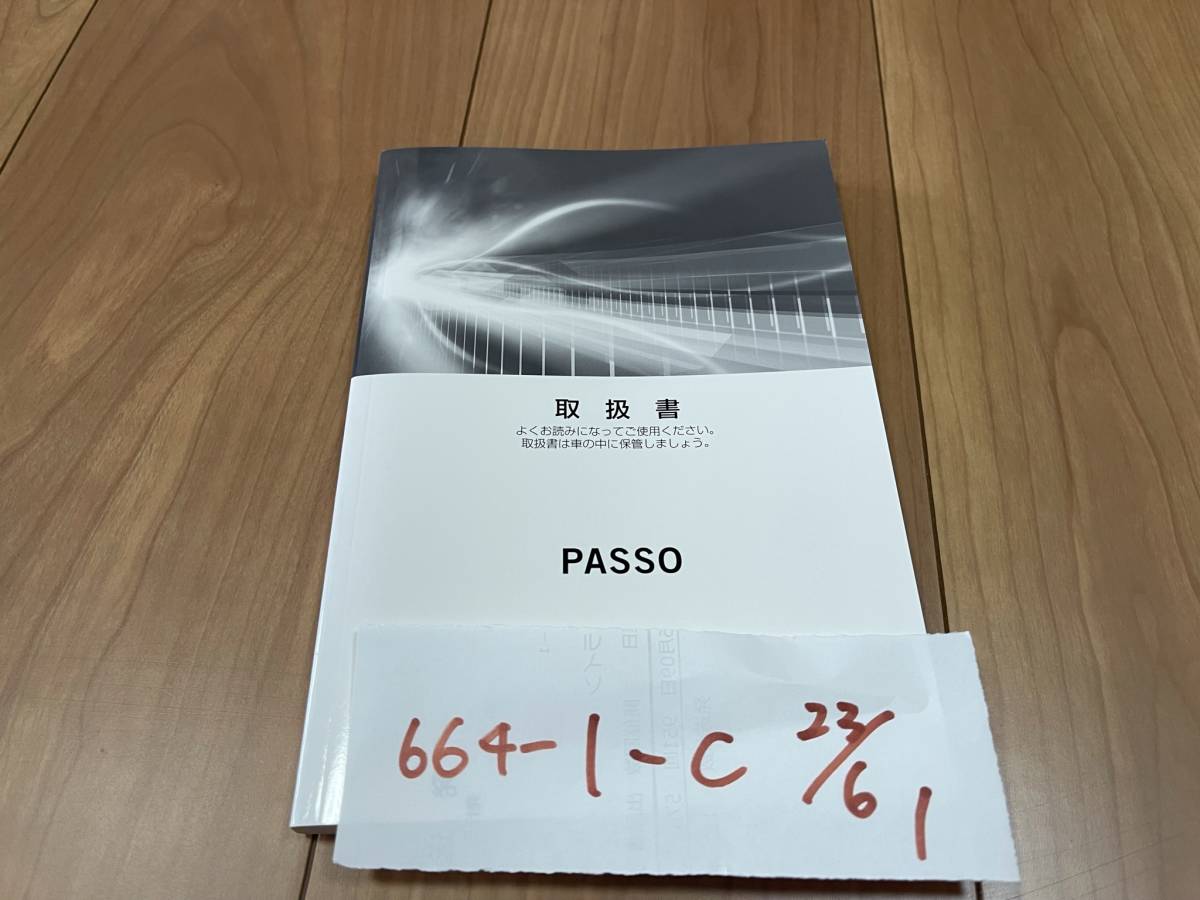 取扱書
よくお読みになってご使用ください。
取扱書は車の中に保管しましょう。
PASSO
664-1-C 23/6 1